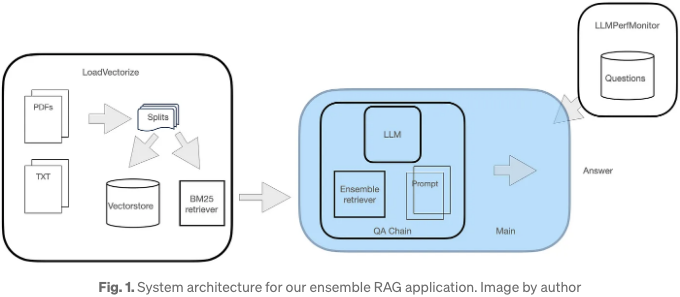 LLMPerfMonitor
Questions
LoadVectorize
PDFs
Splits
TXT
Vectorstore
BM25
retriever
LLM
Ensemble
retriever
Prompt
QA Chain
Main
Answer
Fig. 1. System architecture for our ensemble RAG application. Image by author